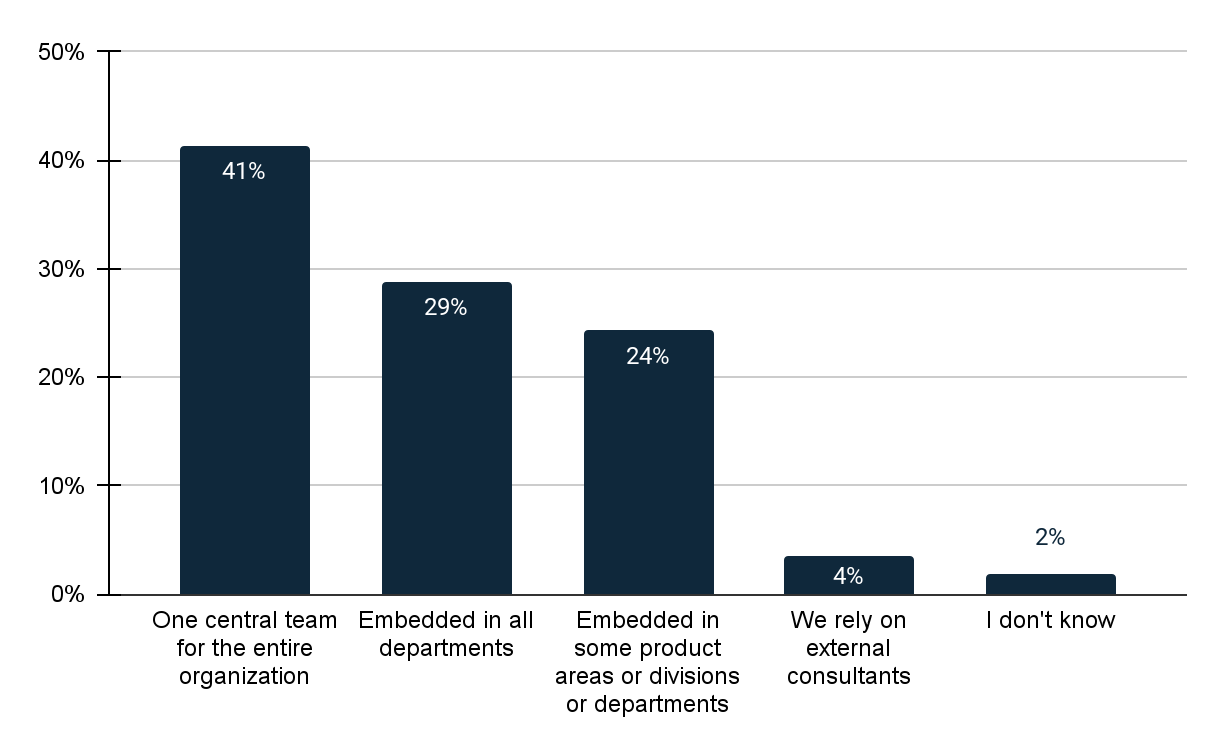 50%
40%
30%
20%
10%
0%
41%
29%
24%
4%
2%
One central team
for the entire
organization
Embedded in all
departments
Embedded in
some product
areas or divisions
or departments
We rely on
external
consultants
I don't know